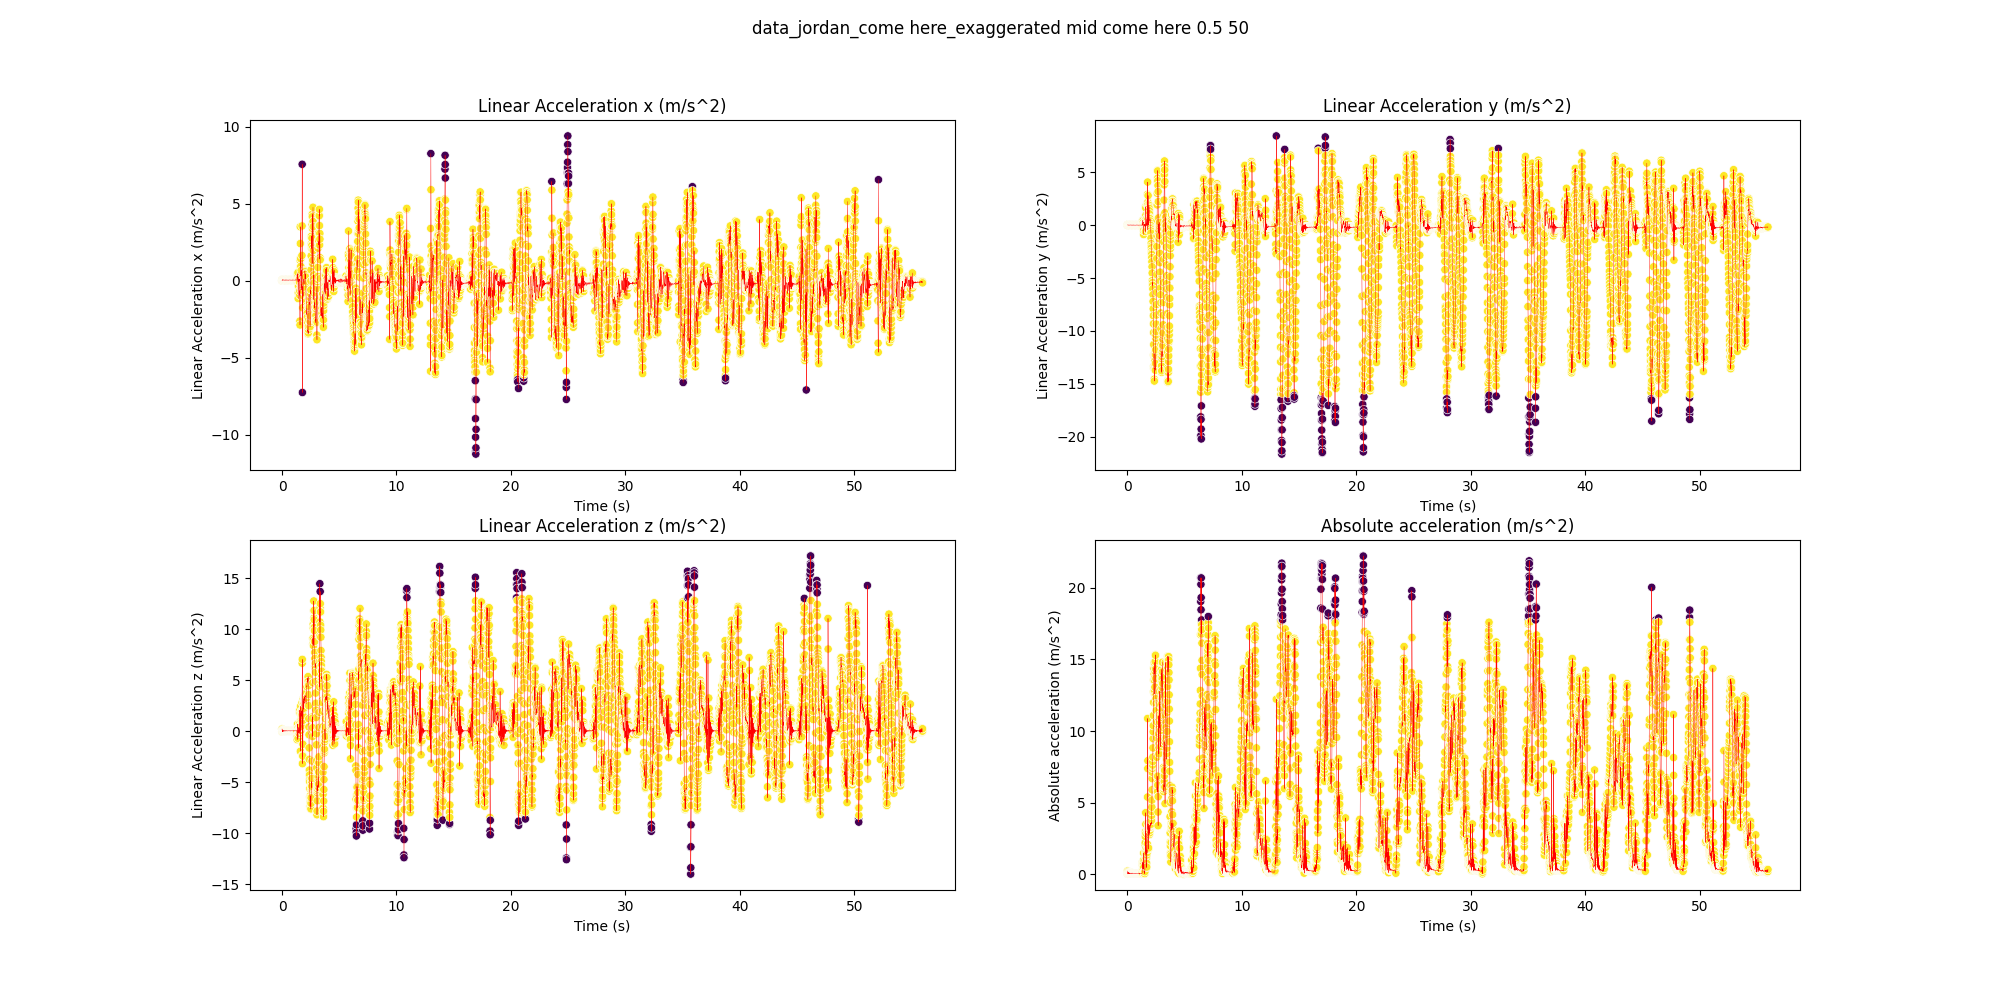 data_jordan_come here_exaggerated mid come here 0.5 50
Linear Acceleration x (m/s^2)
Linear Acceleration x (m/s^2)
10
5
0
−5
−10
0 10 20 30 40 50
Time (s)
Linear Acceleration y (m/s^2)
Linear Acceleration y (m/s^2)
5
0
−5
−10
−15
−20
0 10 20 30 40 50
Time (s)
Linear Acceleration z (m/s^2)
Linear Acceleration z (m/s^2)
15
10
5
0
−5
−10
−15
0 10 20 30 40 50
Time (s)
Absolute acceleration (m/s^2)
Absolute acceleration (m/s^2)
20
15
10
5
0
0 10 20 30 40 50
Time (s)